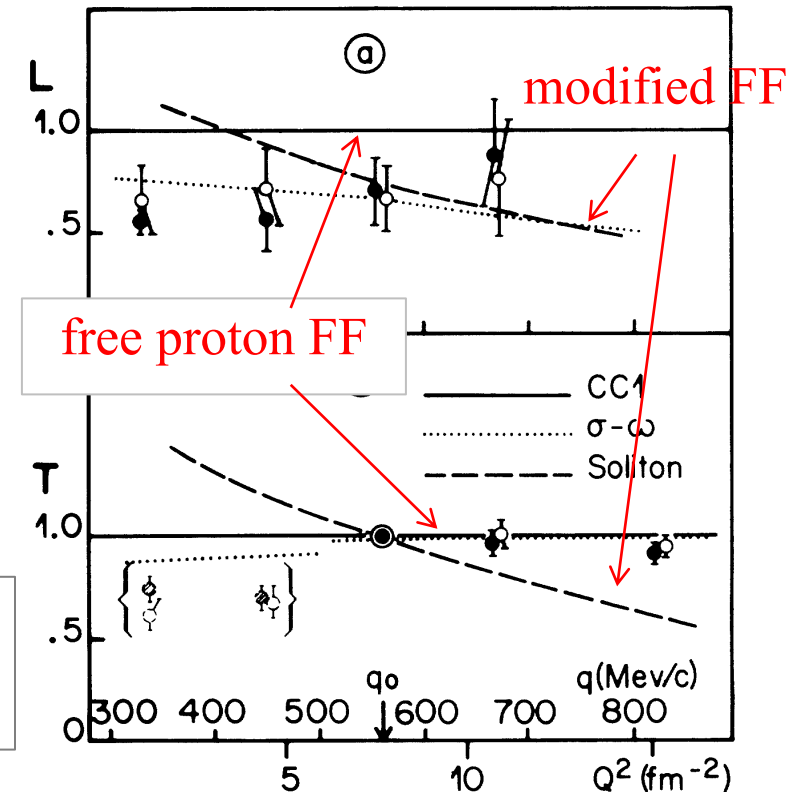 a
L
modified FF
1.0
.5
free proton FF
CC1
σ-ω
Soliton
T
1.0
.5
q₀
q(Mev/c)
0
300 400 500 600 700 800
5 10 Q² (fm⁻²)